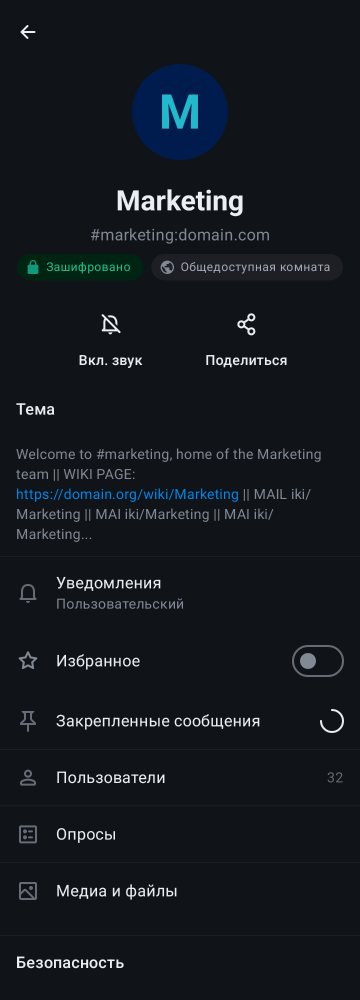 M
Marketing
#marketing:domain.com
Зашифровано
Общедоступная комната
Вкл. звук
Поделиться
Тема
Welcome to #marketing, home of the Marketing
team || WIKI PAGE:
https://domain.org/wiki/Marketing || MAIL iki/
Marketing || MAI iki/Marketing || MAI iki/
Marketing...
Уведомления
Пользовательский
Избранное
Закрепленные сообщения
Пользователи 32
Опросы
Медиа и файлы
Безопасность